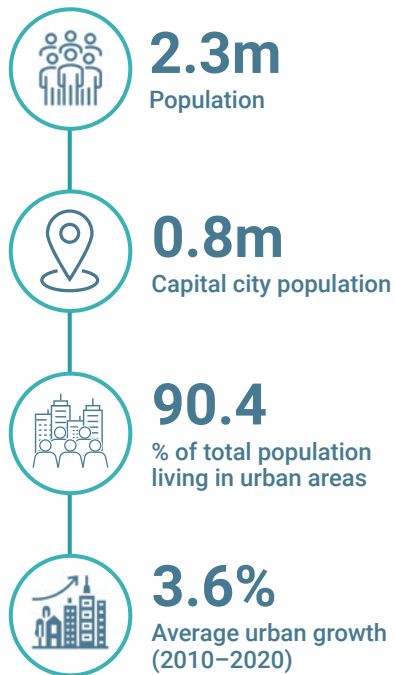 2.3m
Population
0.8m
Capital city population
90.4
% of total population
living in urban areas
3.6%
Average urban growth
(2010–2020)